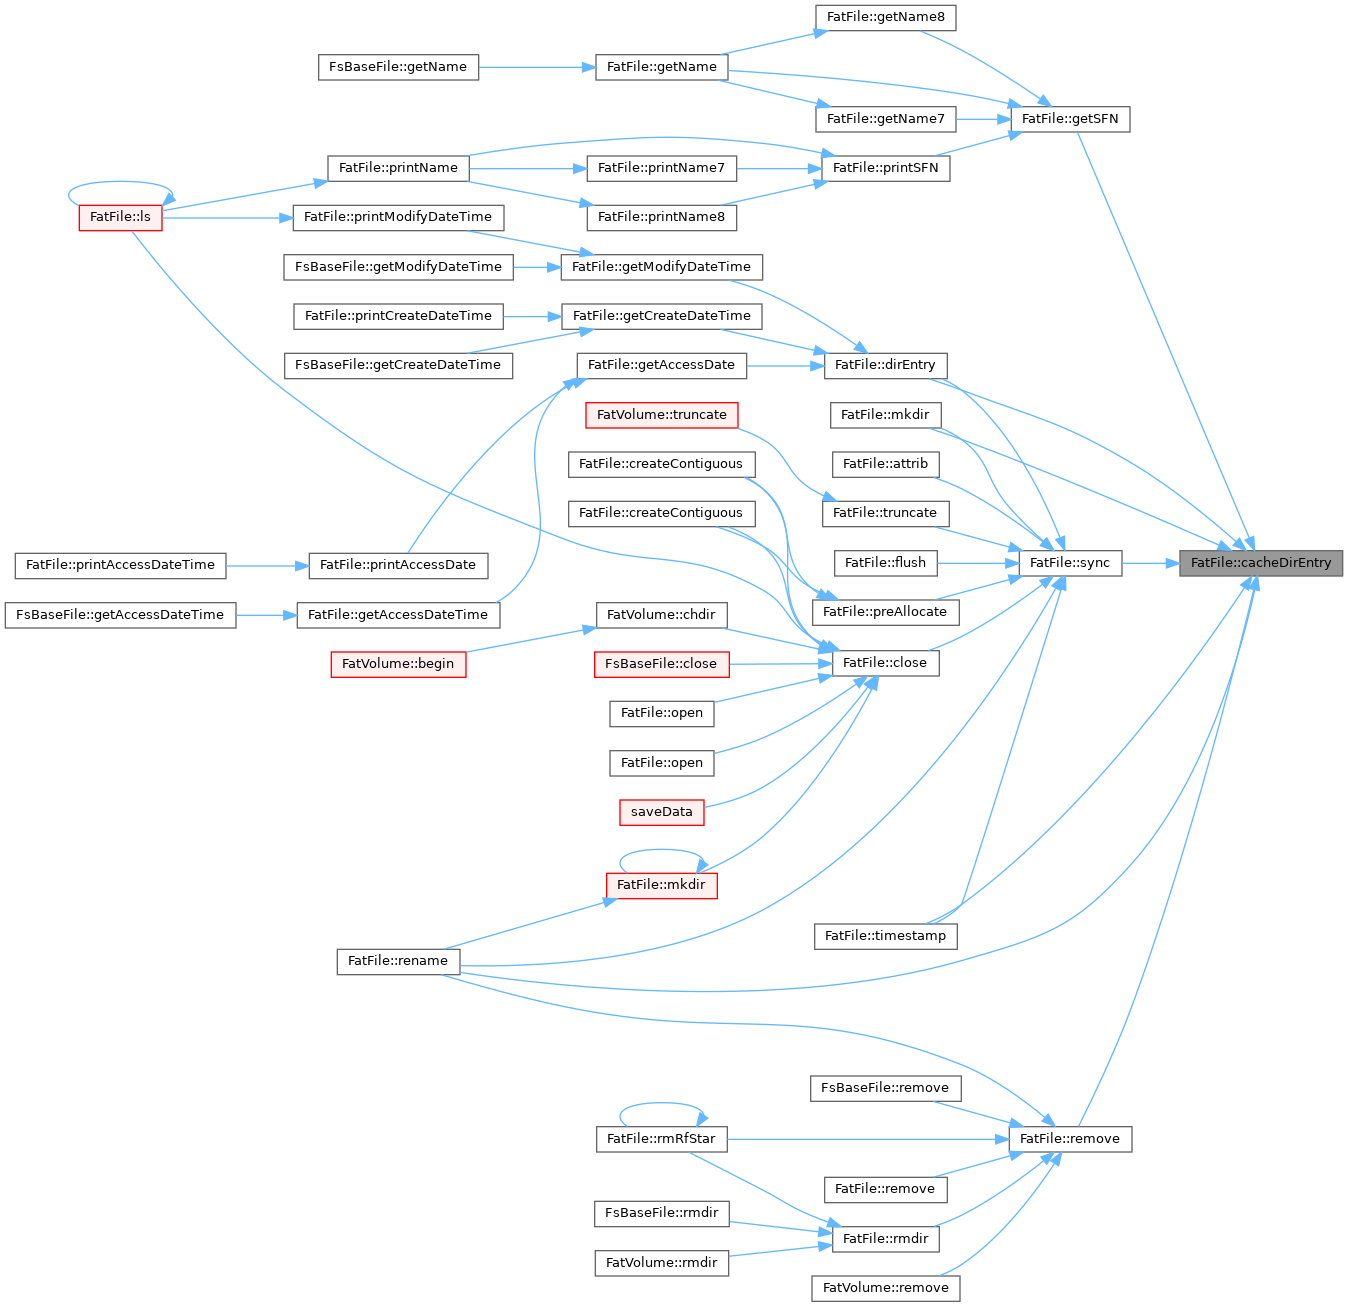 FatFile::getName8
FsBaseFile::getName
FatFile::getName
FatFile::getName7
FatFile::getSFN
FatFile::printName
FatFile::printName7
FatFile::printSFN
FatFile::ls
FatFile::printModifyDateTime
FatFile::printName8
FsBaseFile::getModifyDateTime
FatFile::getModifyDateTime
FatFile::printCreateDateTime
FatFile::getCreateDateTime
FsBaseFile::getCreateDateTime
FatFile::getAccessDate
FatFile::dirEntry
FatVolume::truncate
FatFile::mkdir
FatFile::createContiguous
FatFile::attrib
FatFile::createContiguous
FatFile::truncate
FatFile::printAccessDateTime
FatFile::printAccessDate
FatFile::flush
FatFile::sync
FatFile::cacheDirEntry
FsBaseFile::getAccessDateTime
FatFile::getAccessDateTime
FatVolume::chdir
FatFile::preAllocate
FatVolume::begin
FsBaseFile::close
FatFile::close
FatFile::open
FatFile::open
saveData
FatFile::mkdir
FatFile::timestamp
FatFile::rename
FsBaseFile::remove
FatFile::rmRfStar
FatFile::remove
FatFile::remove
FsBaseFile::rmdir
FatFile::rmdir
FatVolume::rmdir
FatVolume::remove